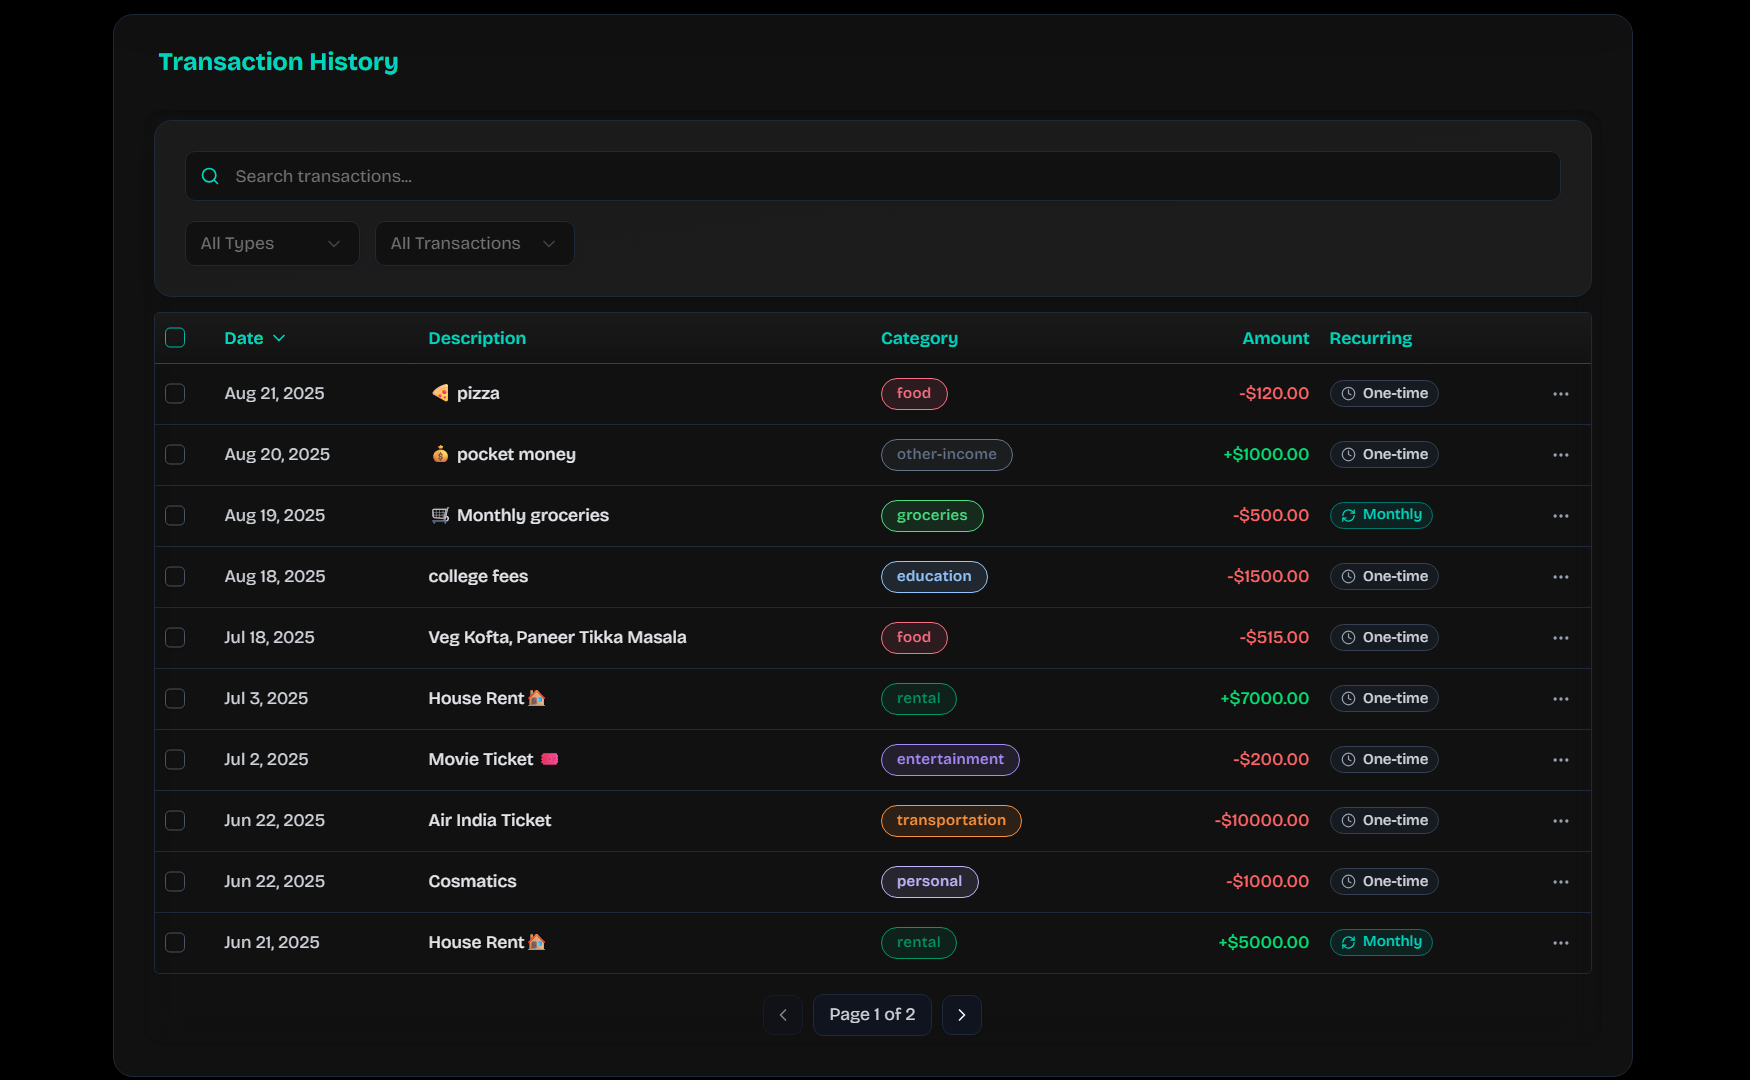 Transaction History
Search transactions...
All Types All Transactions
Date Description Category Amount Recurring
Aug 21, 2025 🍕 pizza food -$120.00 One-time
Aug 20, 2025 💰 pocket money other-income +$1000.00 One-time
Aug 19, 2025 🛒 Monthly groceries groceries -$500.00 Monthly
Aug 18, 2025 college fees education -$1500.00 One-time
Jul 18, 2025 Veg Kofta, Paneer Tikka Masala food -$515.00 One-time
Jul 3, 2025 House Rent🏠 rental +$7000.00 One-time
Jul 2, 2025 Movie Ticket 🎟️ entertainment -$200.00 One-time
Jun 22, 2025 Air India Ticket transportation -$10000.00 One-time
Jun 22, 2025 Cosmatics personal -$1000.00 One-time
Jun 21, 2025 House Rent🏠 rental +$5000.00 Monthly
Page 1 of 2